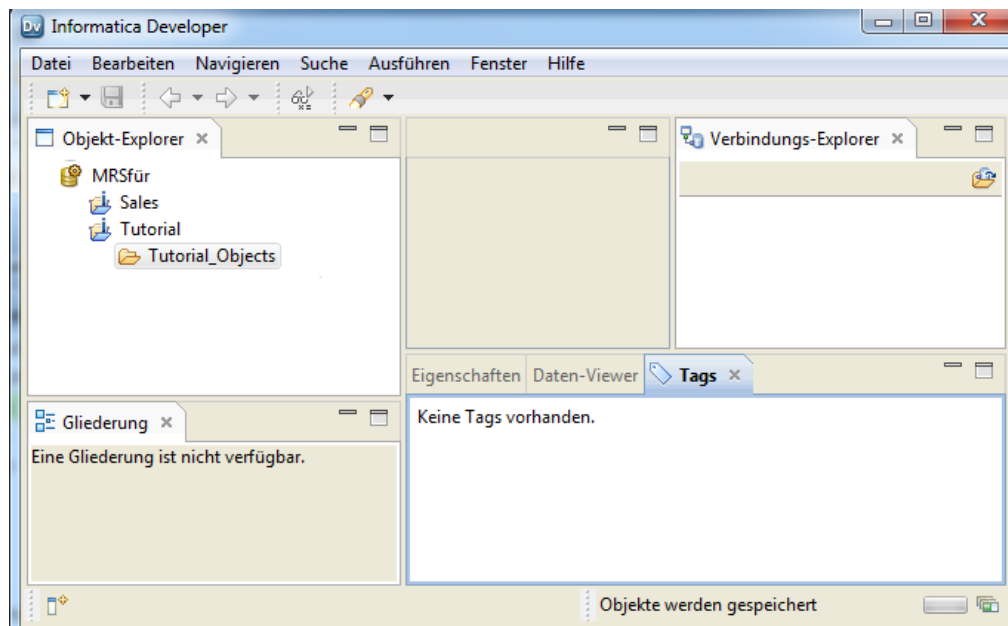 Dv Informatica Developer
Datei Bearbeiten Navigieren Suche Ausführen Fenster Hilfe
Objekt-Explorer
MRSfür
Sales
Tutorial
Tutorial_Objects
Verbindungs-Explorer
Eigenschaften Daten-Viewer Tags
Keine Tags vorhanden.
Gliederung
Eine Gliederung ist nicht verfügbar.
Objekte werden gespeichert